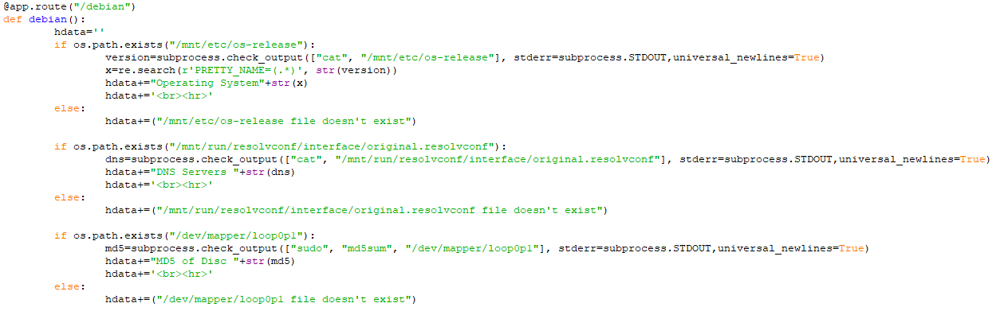 @app.route("/debian")
def debian():
        hdata=''
        if os.path.exists("/mnt/etc/os-release"):
                version=subprocess.check_output(["cat", "/mnt/etc/os-release"], stderr=subprocess.STDOUT,universal_newlines=True)
                x=re.search(r'PRETTY_NAME=(.*)', str(version))
                hdata+="Operating System"+str(x)
                hdata+='<br><hr>'
        else:
                hdata+=("/mnt/etc/os-release file doesn't exist")

        if os.path.exists("/mnt/run/resolvconf/interface/original.resolvconf"):
                dns=subprocess.check_output(["cat", "/mnt/run/resolvconf/interface/original.resolvconf"], stderr=subprocess.STDOUT,universal_newlines=True)
                hdata+="DNS Servers "+str(dns)
                hdata+='<br><hr>'
        else:
                hdata+=("/mnt/run/resolvconf/interface/original.resolvconf file doesn't exist")

        if os.path.exists("/dev/mapper/loop0p1"):
                md5=subprocess.check_output(["sudo", "md5sum", "/dev/mapper/loop0p1"], stderr=subprocess.STDOUT,universal_newlines=True)
                hdata+="MD5 of Disc "+str(md5)
                hdata+='<br><hr>'
        else:
                hdata+=("/dev/mapper/loop0p1 file doesn't exist")